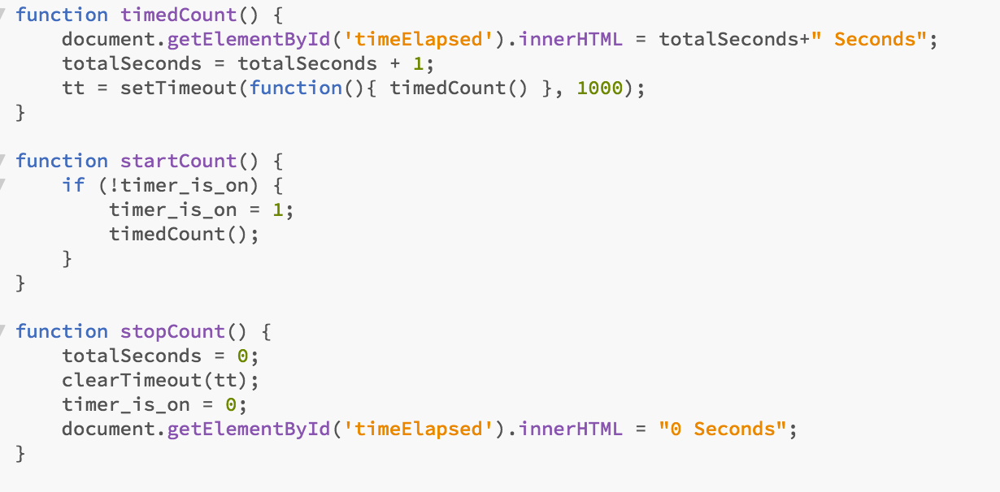 function timedCount() {
    document.getElementById('timeElapsed').innerHTML = totalSeconds+" Seconds";
    totalSeconds = totalSeconds + 1;
    tt = setTimeout(function(){ timedCount() }, 1000);
}

function startCount() {
    if (!timer_is_on) {
        timer_is_on = 1;
        timedCount();
    }
}

function stopCount() {
    totalSeconds = 0;
    clearTimeout(tt);
    timer_is_on = 0;
    document.getElementById('timeElapsed').innerHTML = "0 Seconds";
}